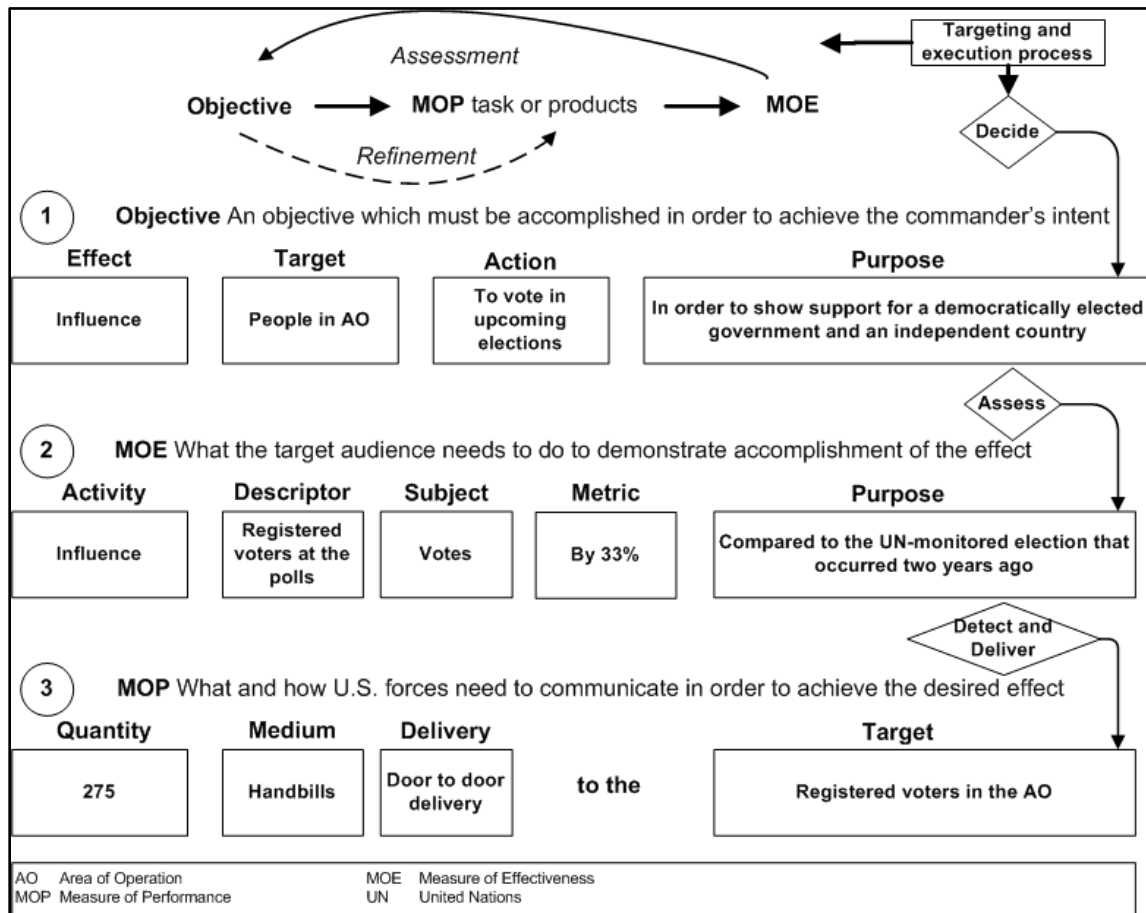 Targeting and
execution process
Assessment
Objective MOP task or products MOE
Decide
Refinement
1 Objective An objective which must be accomplished in order to achieve the commander's intent
Effect Target Action Purpose
Influence
People in AO
To vote in
upcoming
elections
In order to show support for a democratically elected
government and an independent country
Assess
2 MOE What the target audience needs to do to demonstrate accomplishment of the effect
Activity Descriptor Subject Metric Purpose
Influence
Registered
voters at the
polls
Votes
By 33%
Compared to the UN-monitored election that
occurred two years ago
Detect and
Deliver
3 MOP What and how U.S. forces need to communicate in order to achieve the desired effect
Quantity Medium Delivery Target
275
Handbills
Door to door
delivery
to the
Registered voters in the AO
AO Area of Operation MOE Measure of Effectiveness
MOP Measure of Performance UN United Nations